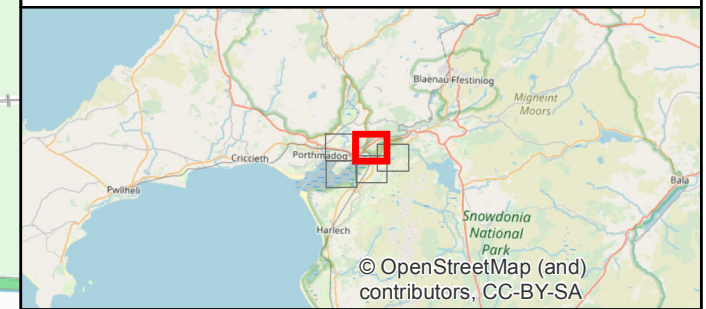 Blaenau Ffestiniog
Migneint
Moors
Porthmadog
Criccieth
Pwllheli
Bala
Snowdonia
National
Park
Harlech
© OpenStreetMap (and)
contributors, CC-BY-SA